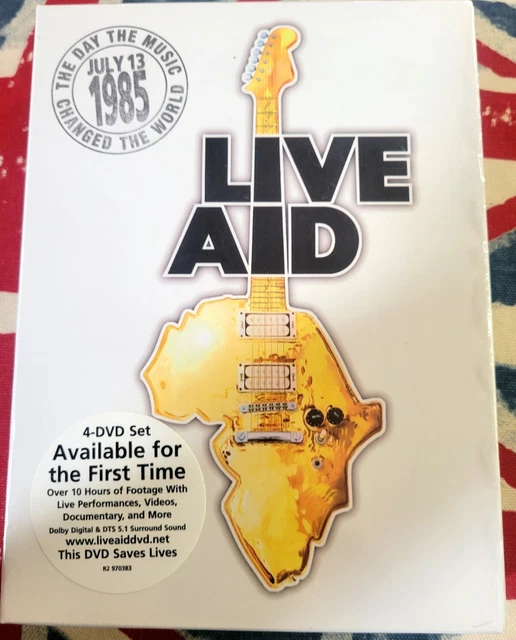 THE DAY THE MUSIC
JULY 13
1985
CHANGED THE WORLD
LIVE
AID
4-DVD Set
Available for
the First Time
Over 10 Hours of Footage With
Live Performances, Videos,
Documentary, and More
Dolby Digital & DTS 5.1 Surround Sound
www.liveaiddvd.net
This DVD Saves Lives
R2 970383